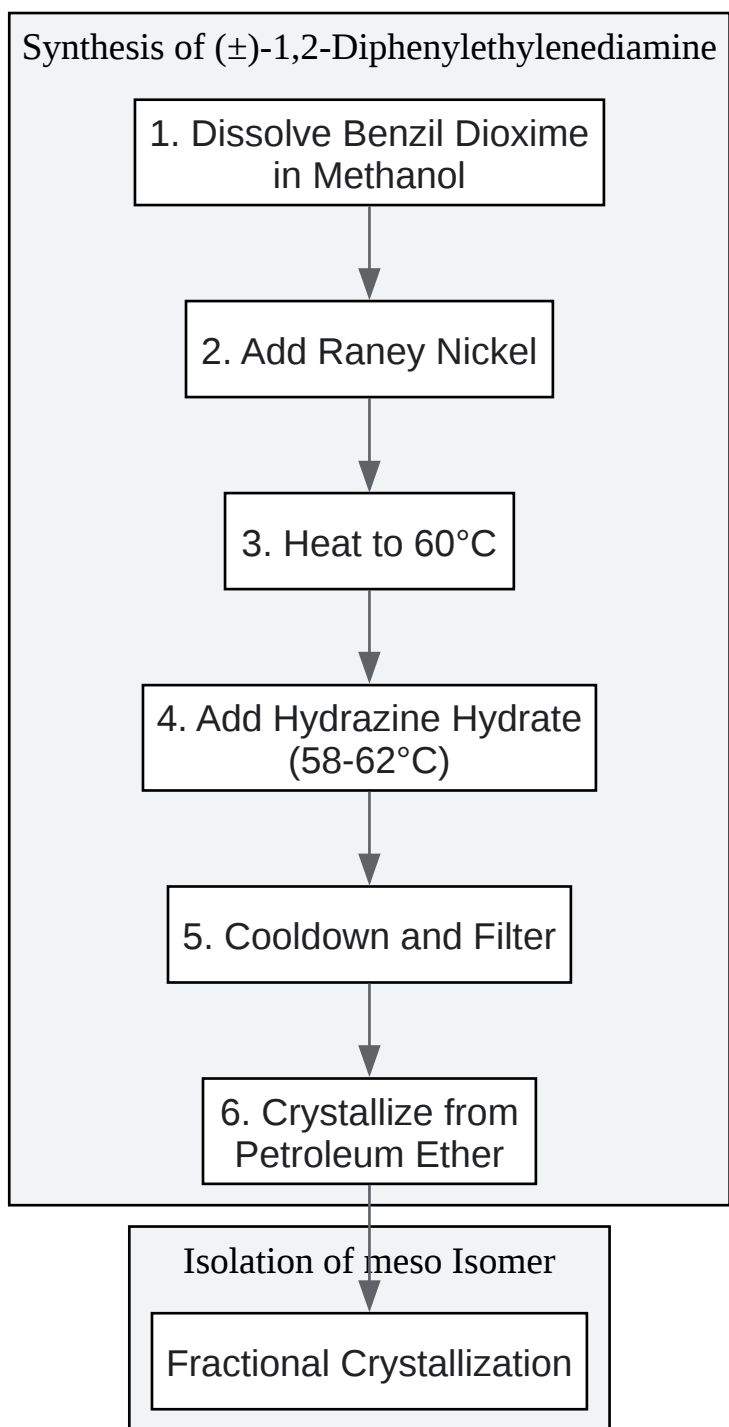 Synthesis of (±)-1,2-Diphenylethylenediamine
1. Dissolve Benzil Dioxime
in Methanol
2. Add Raney Nickel
3. Heat to 60°C
4. Add Hydrazine Hydrate
(58-62°C)
5. Cooldown and Filter
6. Crystallize from
Petroleum Ether
Isolation of meso Isomer
Fractional Crystallization